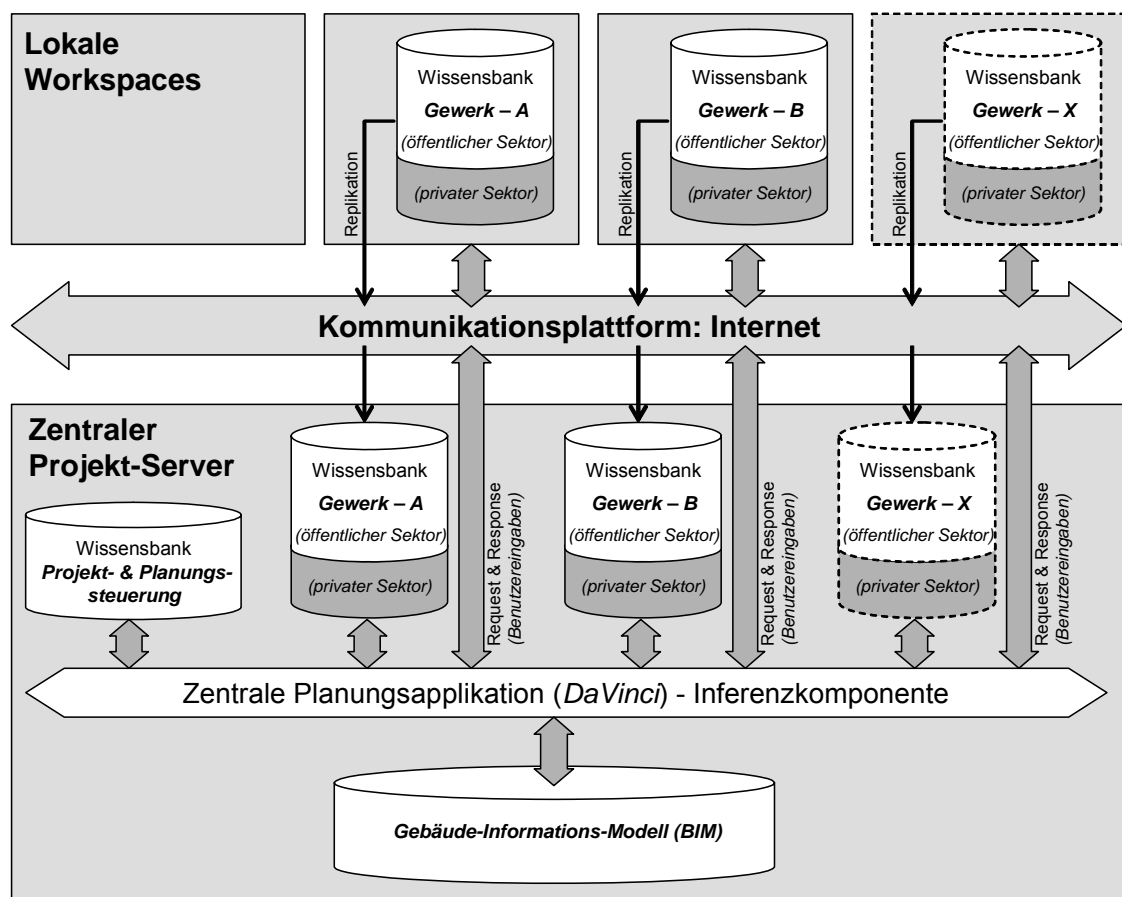 Lokale
Workspaces
Wissensbank
Gewerk – A
(öffentlicher Sektor)
(privater Sektor)
Replikation
Wissensbank
Gewerk – B
(öffentlicher Sektor)
(privater Sektor)
Replikation
Wissensbank
Gewerk – X
(öffentlicher Sektor)
(privater Sektor)
Replikation
Kommunikationsplattform: Internet
Zentraler
Projekt-Server
Wissensbank
Projekt- & Planungs-
steuerung
Wissensbank
Gewerk – A
(öffentlicher Sektor)
(privater Sektor)
Request & Response
(Benutzereingaben)
Wissensbank
Gewerk – B
(öffentlicher Sektor)
(privater Sektor)
Request & Response
(Benutzereingaben)
Wissensbank
Gewerk – X
(öffentlicher Sektor)
(privater Sektor)
Request & Response
(Benutzereingaben)
Zentrale Planungsapplikation (DaVinci) - Inferenzkomponente
Gebäude-Informations-Modell (BIM)